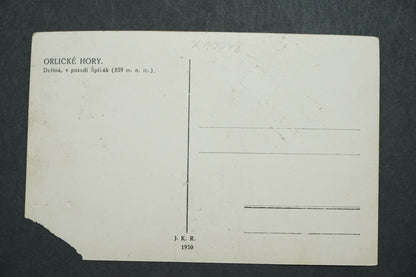 x10048
ORLICKÉ HORY.
Deštná, v pozadí Špičák (839 m. n. m.).
J. K. R.
1930